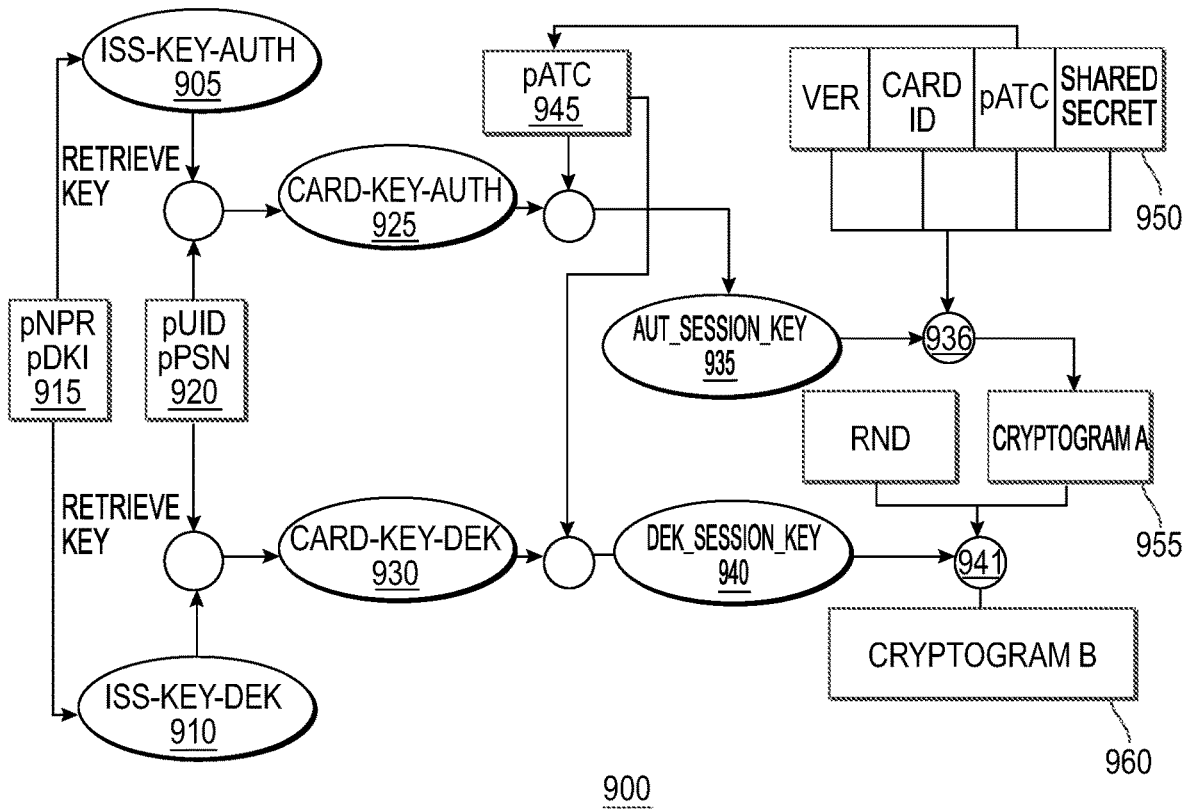 ISS-KEY-AUTH
905
pATC
945
VER
CARD
ID
pATC
SHARED
SECRET
950
RETRIEVE
KEY
CARD-KEY-AUTH
925
pNPR
pDKI
915
pUID
pPSN
920
AUT_SESSION_KEY
935
936
RND
CRYPTOGRAM A
955
RETRIEVE
KEY
CARD-KEY-DEK
930
DEK_SESSION_KEY
940
941
CRYPTOGRAM B
960
ISS-KEY-DEK
910
900